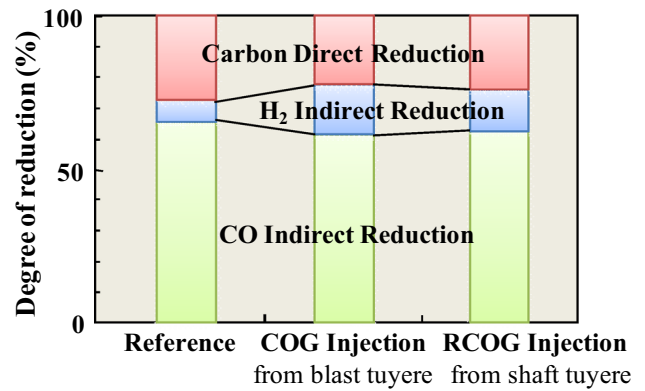 Degree of reduction (%)
100
50
0
Carbon Direct Reduction
H₂ Indirect Reduction
CO Indirect Reduction
Reference
COG Injection
from blast tuyere
RCOG Injection
from shaft tuyere